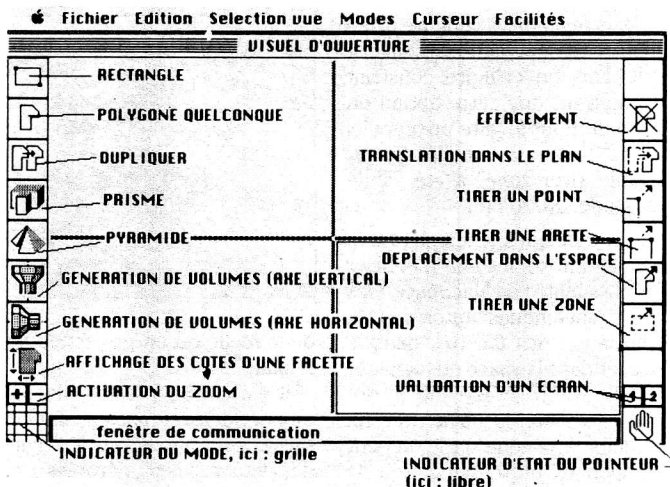 Fichier Edition Selection vue Modes Curseur Facilités
VISUEL D'OUVERTURE
RECTANGLE
POLYGONE QUELCONQUE
DUPLIQUER
PRISME
PYRAMIDE
GENERATION DE VOLUMES (AXE VERTICAL)
GENERATION DE VOLUMES (AXE HORIZONTAL)
AFFICHAGE DES COTES D'UNE FACETTE
+ - ACTIVATION DU ZOOM
EFFACEMENT
TRANSLATION DANS LE PLAN
TIRER UN POINT
TIRER UNE ARETE
DEPLACEMENT DANS L'ESPACE
TIRER UNE ZONE
VALIDATION D'UN ECRAN
1 2
fenêtre de communication
INDICATEUR DU MODE, ici : grille
INDICATEUR D'ETAT DU POINTEUR
(ici : libre)